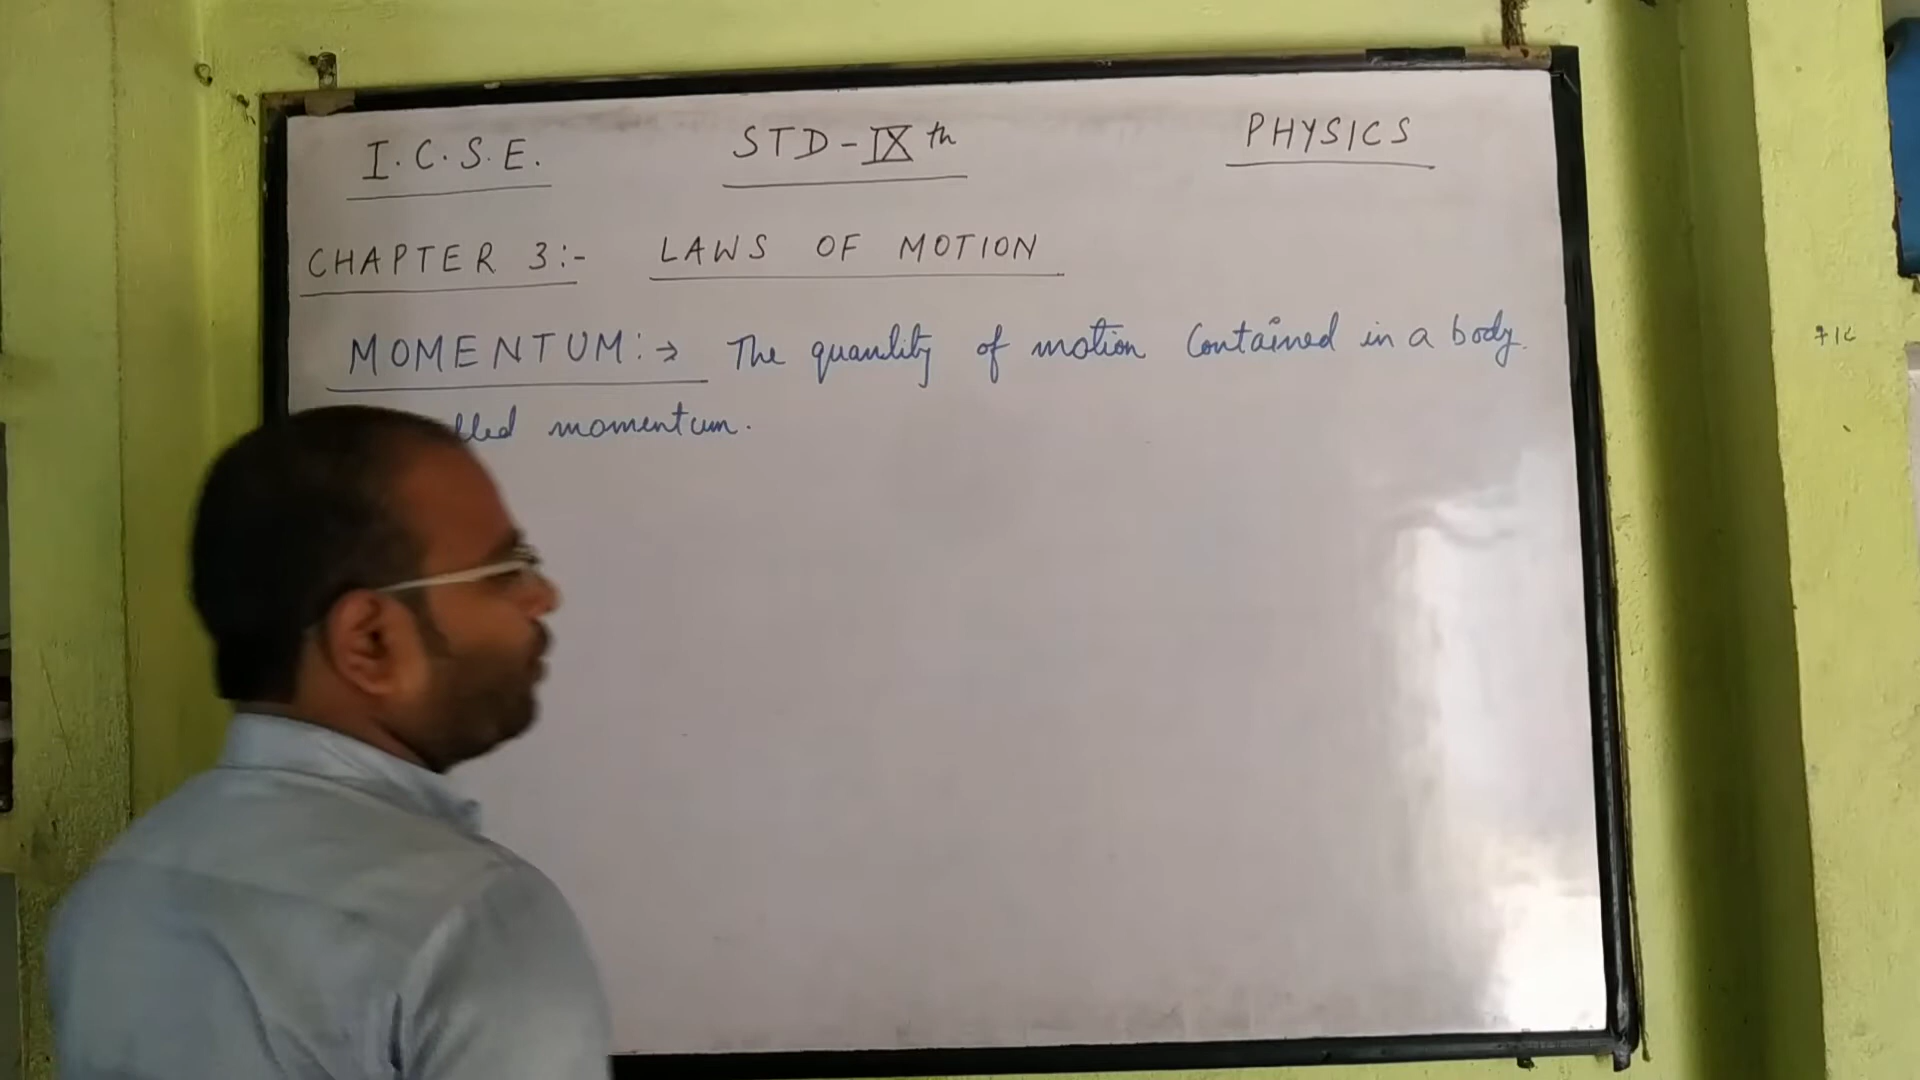 I.C.S.E. STD-IXth PHYSICS
CHAPTER 3:- LAWS OF MOTION
MOMENTUM:→ The quantity of motion Contained in a body.
momentum.